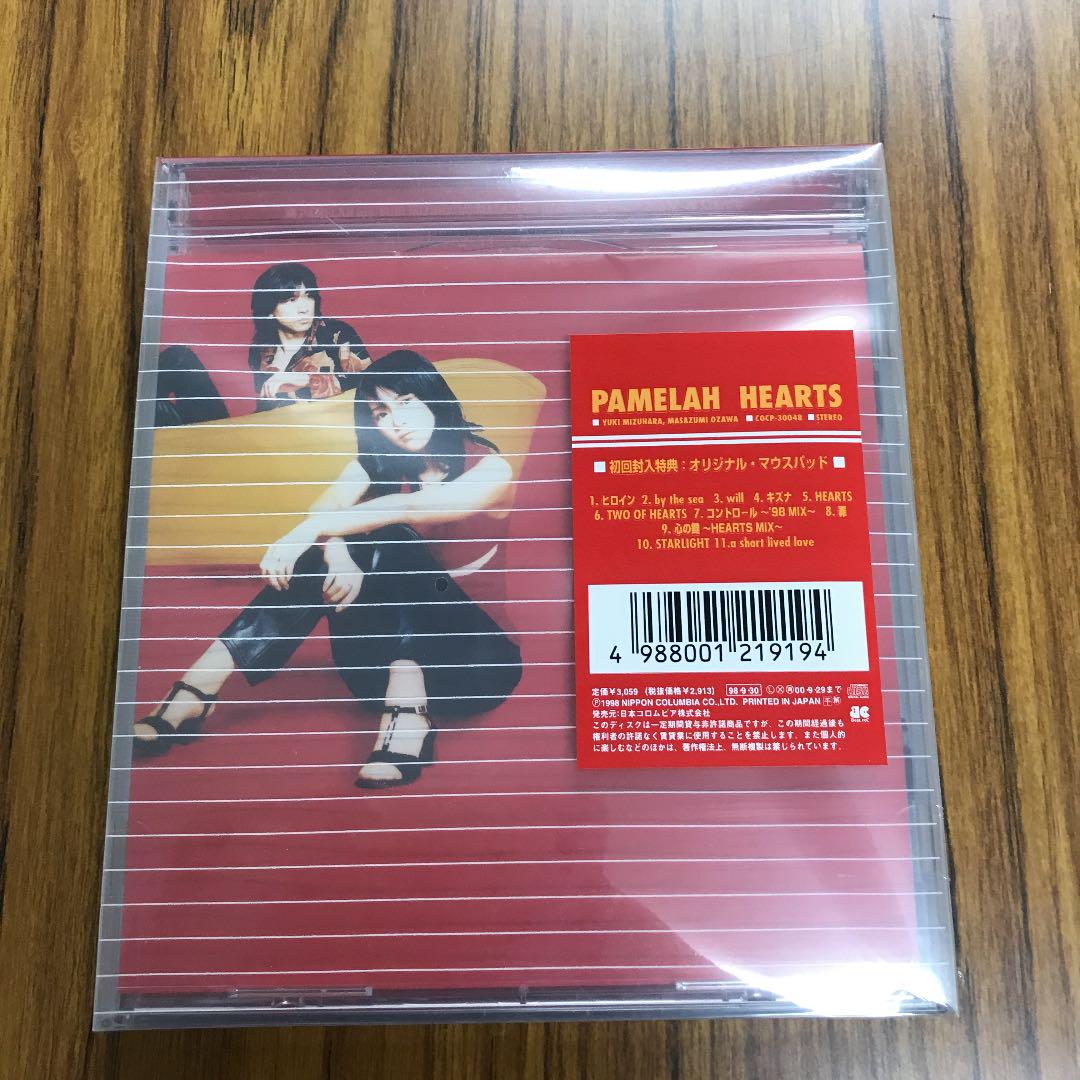 PAMELAH HEARTS
■ YUKI MIZUHARA, MASAZUMI OZAWA ■ COCP-30048 ■ STEREO
■ 初回封入特典：オリジナル・マウスパッド ■
1. ヒロイン 2. by the sea 3. will 4. キズナ 5. HEARTS
6. TWO OF HEARTS 7. コントロール ～'98 MIX～ 8. 罪
9. 心の鍵 ～HEARTS MIX～
10. STARLIGHT 11. a short lived love
4 988001 219194
定価￥3,059 (税抜価格￥2,913) 98・9・30 Ⓛ Ⓧ 再 00・9・29まで
Ⓟ1998 NIPPON COLUMBIA CO.,LTD. PRINTED IN JAPAN
発売元:日本コロムビア株式会社
このディスクは一定期間貸与非許諾商品ですが、この期間経過後も
権利者の許諾なく賃貸業に使用することを禁止します。また個人的
に楽しむなどのほかは、著作権法上、無断複製は禁じられています。